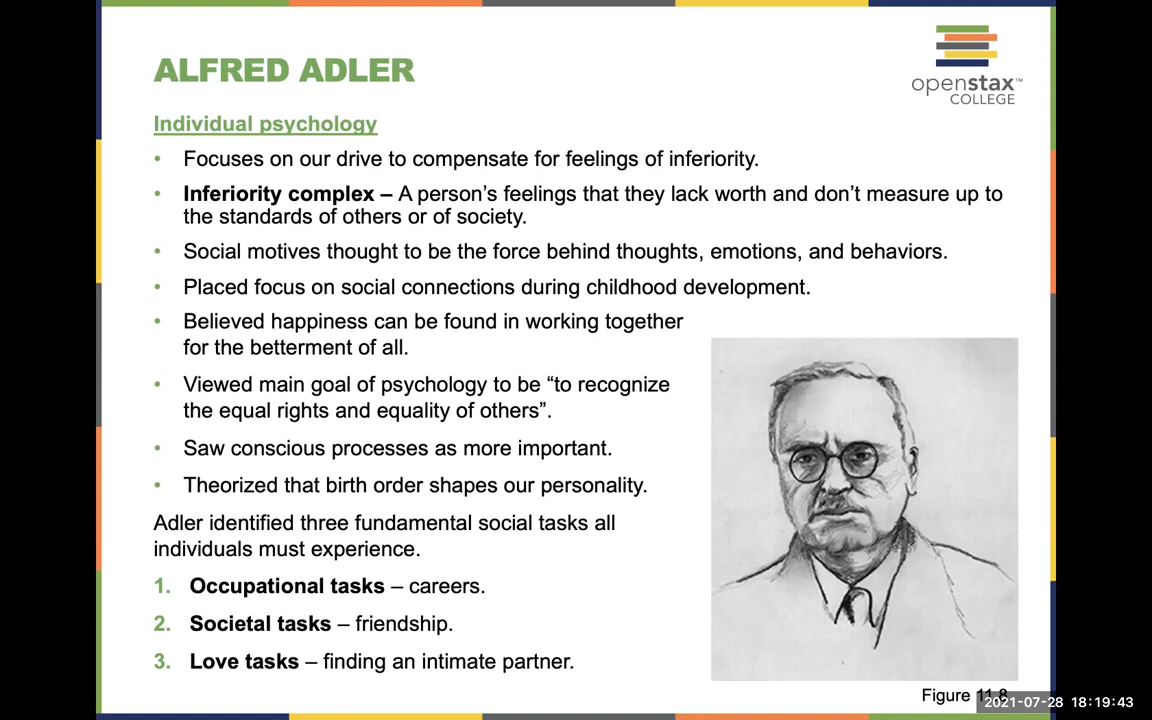 ALFRED ADLER
openstax™
COLLEGE
Individual psychology
• Focuses on our drive to compensate for feelings of inferiority.
• Inferiority complex – A person’s feelings that they lack worth and don’t measure up to
the standards of others or of society.
• Social motives thought to be the force behind thoughts, emotions, and behaviors.
• Placed focus on social connections during childhood development.
• Believed happiness can be found in working together
for the betterment of all.
• Viewed main goal of psychology to be “to recognize
the equal rights and equality of others”.
• Saw conscious processes as more important.
• Theorized that birth order shapes our personality.
Adler identified three fundamental social tasks all
individuals must experience.
1. Occupational tasks – careers.
2. Societal tasks – friendship.
3. Love tasks – finding an intimate partner.
Figure 11.8
2021-07-28 18:19:43